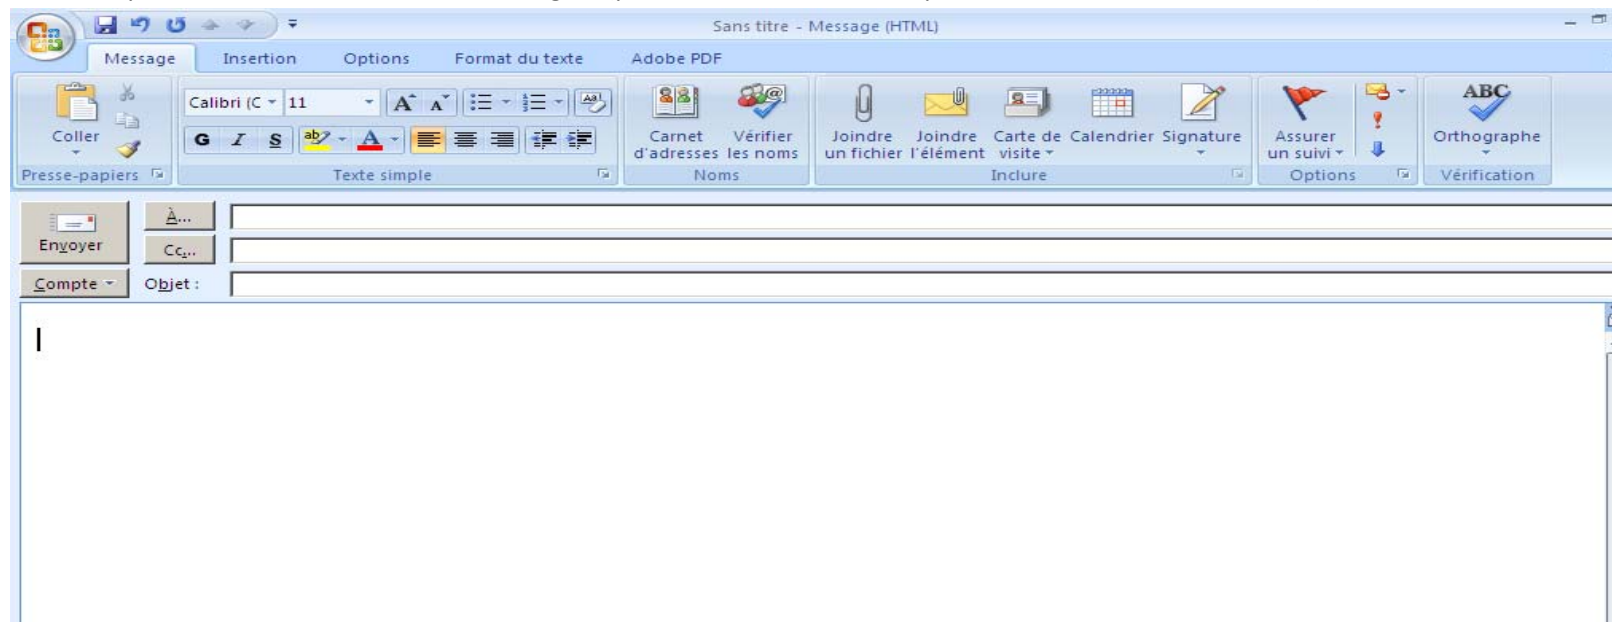 Sans titre - Message (HTML)
Message Insertion Options Format du texte Adobe PDF
Coller
Calibri (C 11
A A
Aa
G I S ab A
Carnet d'adresses
Vérifier les noms
Joindre un fichier
Joindre l'élément
Carte de visite
Calendrier
Signature
Assurer un suivi
ABC
Orthographe
Presse-papiers Texte simple Noms Inclure Options Vérification
Envoyer
À...
Cc...
Compte
Objet :